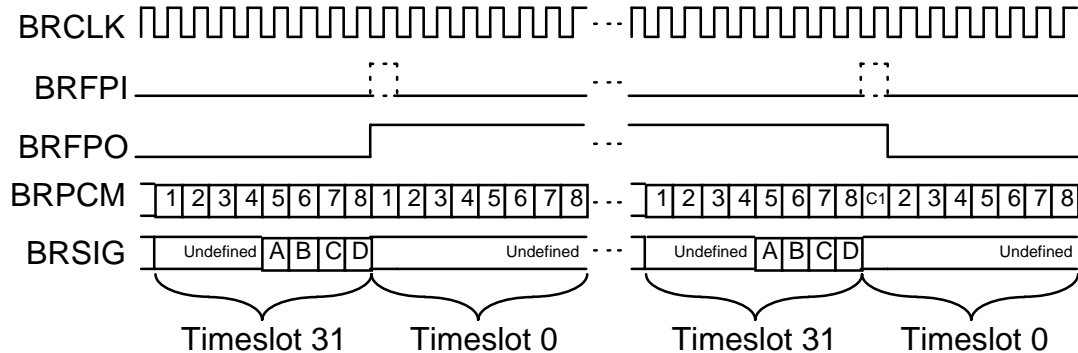 BRCLK
BRFPI
BRFPO
BRPCM 1 2 3 4 5 6 7 8 1 2 3 4 5 6 7 8 1 2 3 4 5 6 7 8 C1 2 3 4 5 6 7 8
BRSIG Undefined A B C D Undefined Undefined A B C D Undefined
Timeslot 31 Timeslot 0 Timeslot 31 Timeslot 0